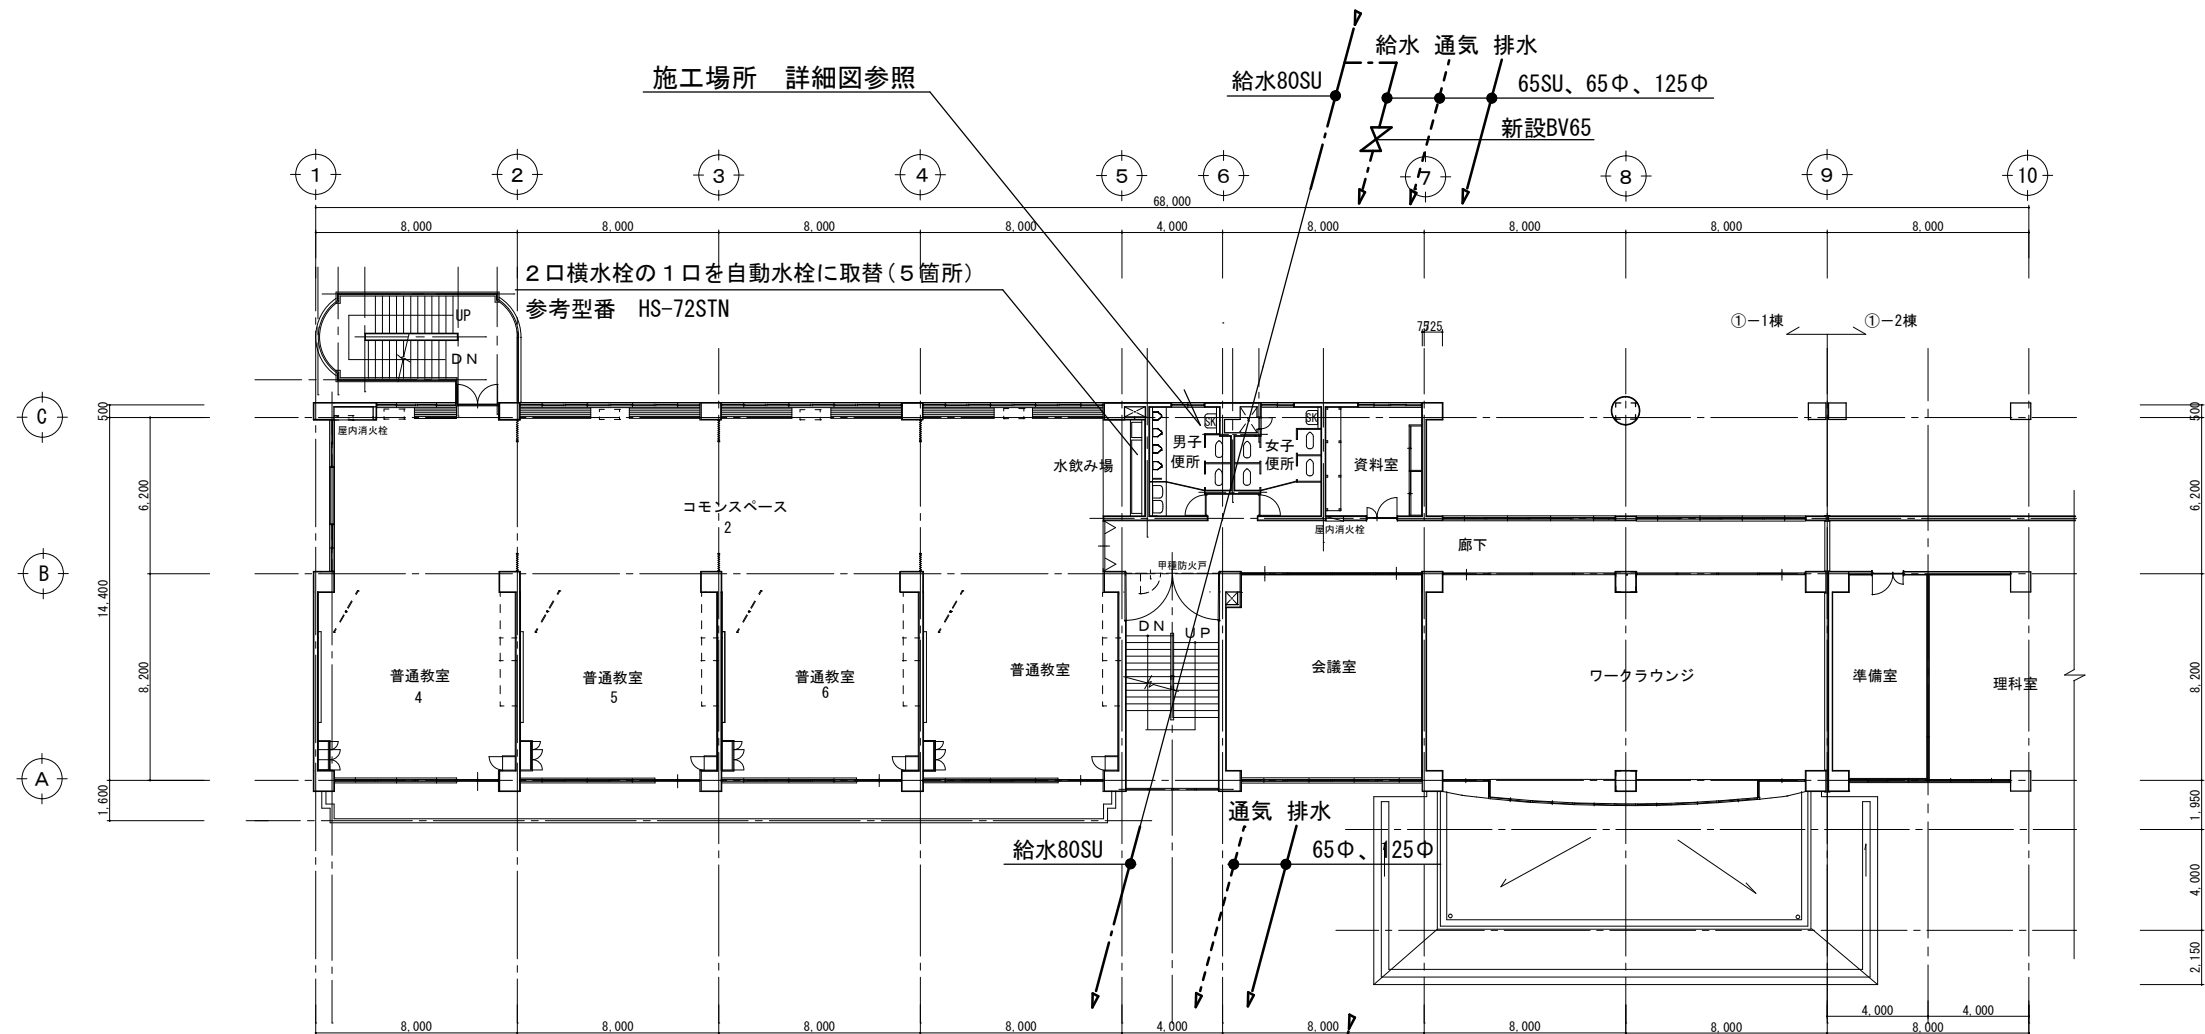 給水 通気 排水
施工場所 詳細図参照
給水80SU
65SU、65Φ、125Φ
新設BV65
1 2 3 4 5 6 7 8 9 10
68,000
8,000 8,000 8,000 8,000 4,000 8,000 8,000 8,000 8,000
2口横水栓の1口を自動水栓に取替(5箇所)
参考型番 HS-72STN
UP
DN
①-1棟 ①-2棟
C
500
500
屋内消火栓
SK
SK
男子
便所
女子
便所
水飲み場
資料室
6,200
6,200
コモンスペース
2
屋内消火栓
廊下
B
甲種防火戸
14,400
DN
UP
普通教室
4
普通教室
5
普通教室
6
普通教室
会議室
ワークラウンジ
準備室
理科室
8,200
8,200
A
1,600
1,950
通気 排水
給水80SU
65Φ、125Φ
4,000
2,150
4,000 4,000
8,000 8,000 8,000 8,000 4,000 8,000 8,000 8,000 8,000